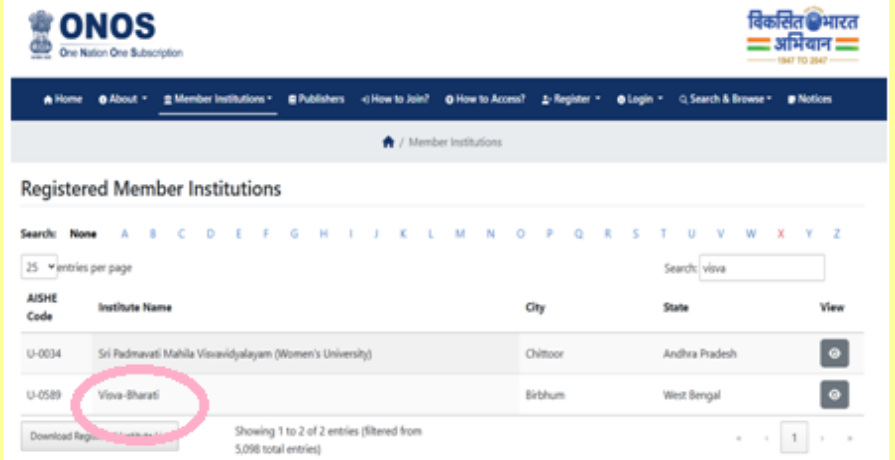 ONOS
One Nation One Subscription
विकसित भारत
अभियान
1947 TO 2047
Home About Member Institutions Publishers How to Join? How to Access? Register Login Search & Browse Notices
/ Member Institutions
Registered Member Institutions
Search: None A B C D E F G H I J K L M N O P Q R S T U V W X Y Z
25 entries per page Search: visva
AISHE Code Institute Name City State View
U-0034 Sri Padmavati Mahila Visvavidyalayam (Women's University) Chittoor Andhra Pradesh
U-0589 Visva-Bharati Birbhum West Bengal
Download Showing 1 to 2 of 2 entries (filtered from
5,098 total entries) « ‹ 1 › »